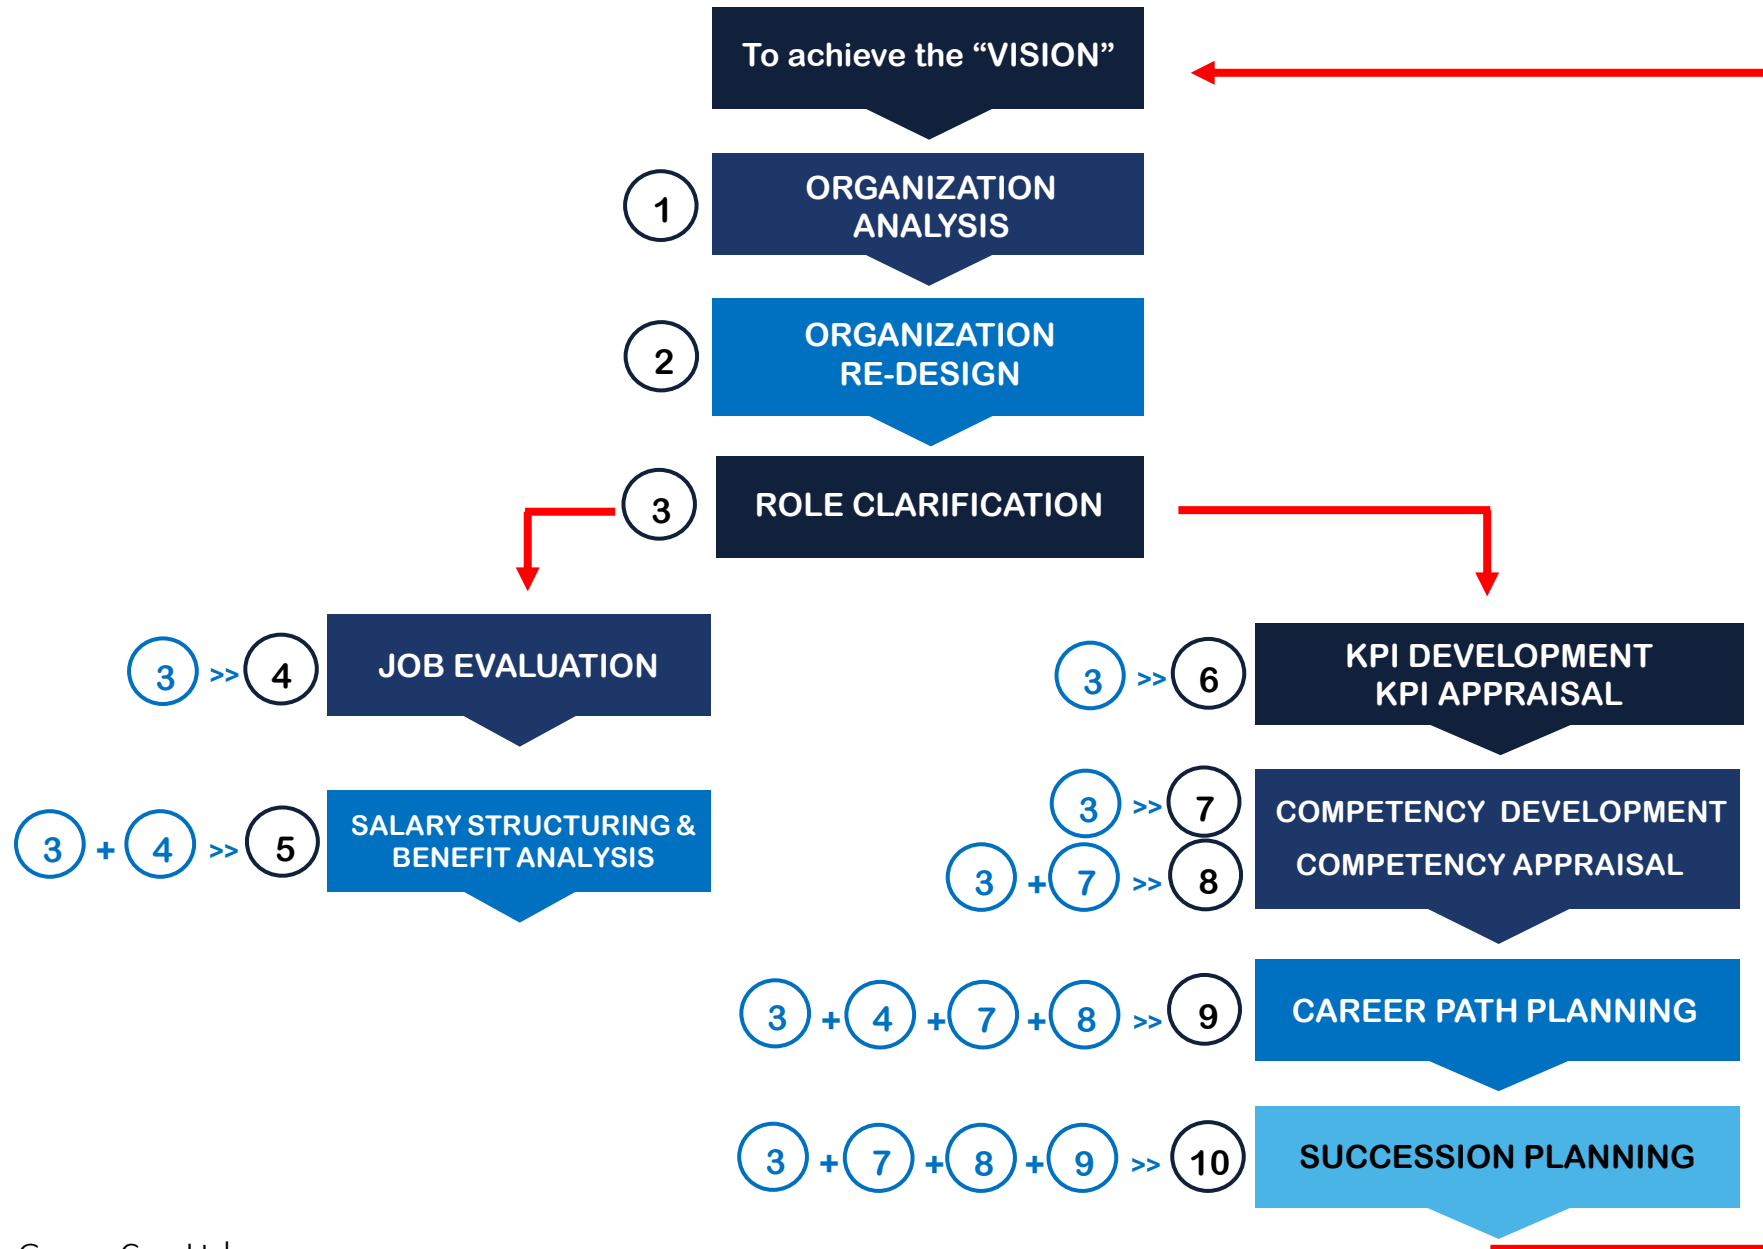 To achieve the “VISION”
1
ORGANIZATION
ANALYSIS
2
ORGANIZATION
RE-DESIGN
3
ROLE CLARIFICATION
3 >> 4
JOB EVALUATION
3 + 4 >> 5
SALARY STRUCTURING &
BENEFIT ANALYSIS
3 >> 6
KPI DEVELOPMENT
KPI APPRAISAL
3 >> 7
COMPETENCY DEVELOPMENT
3 + 7 >> 8
COMPETENCY APPRAISAL
3 + 4 + 7 + 8 >> 9
CAREER PATH PLANNING
3 + 7 + 8 + 9 >> 10
SUCCESSION PLANNING